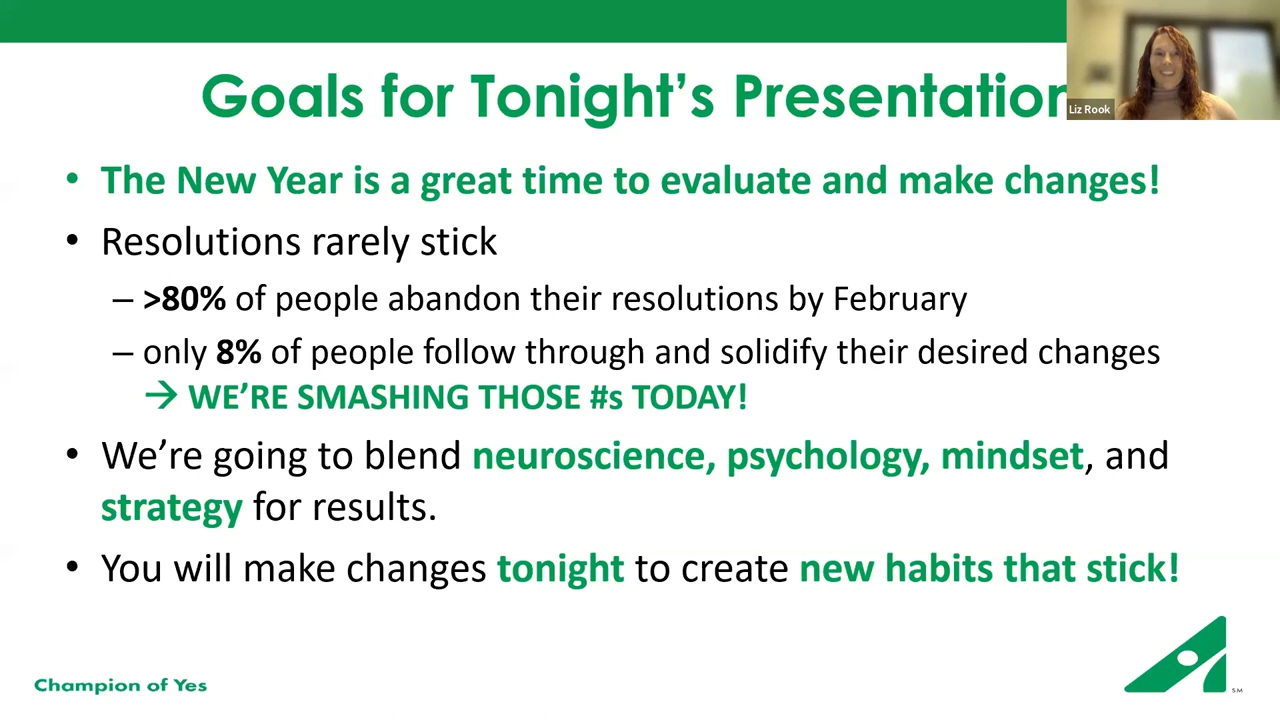 Goals for Tonight's Presentation
Liz Rook
• The New Year is a great time to evaluate and make changes!
• Resolutions rarely stick
– >80% of people abandon their resolutions by February
– only 8% of people follow through and solidify their desired changes
→ WE'RE SMASHING THOSE #s TODAY!
• We're going to blend neuroscience, psychology, mindset, and
strategy for results.
• You will make changes tonight to create new habits that stick!
Champion of Yes
SM